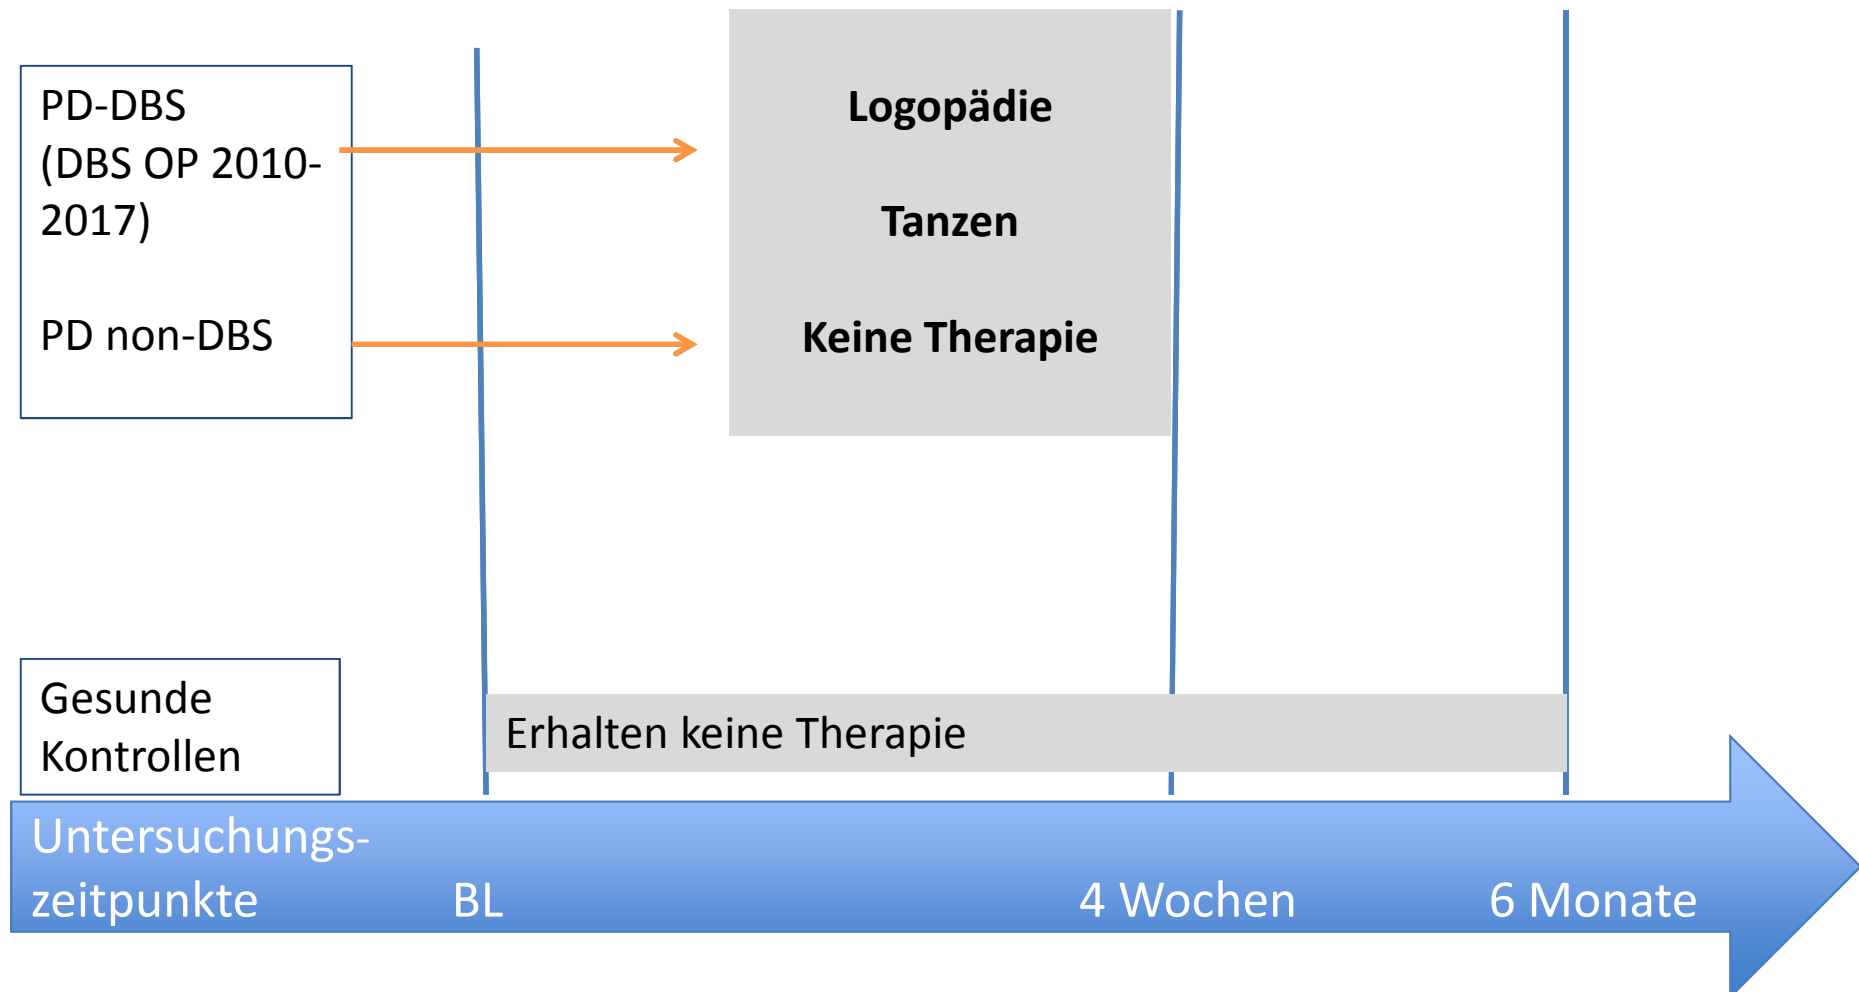 PD-DBS
(DBS OP 2010-
2017)
PD non-DBS
Logopädie
Tanzen
Keine Therapie
Gesunde
Kontrollen
Erhalten keine Therapie
Untersuchungs-
zeitpunkte
BL
4 Wochen
6 Monate